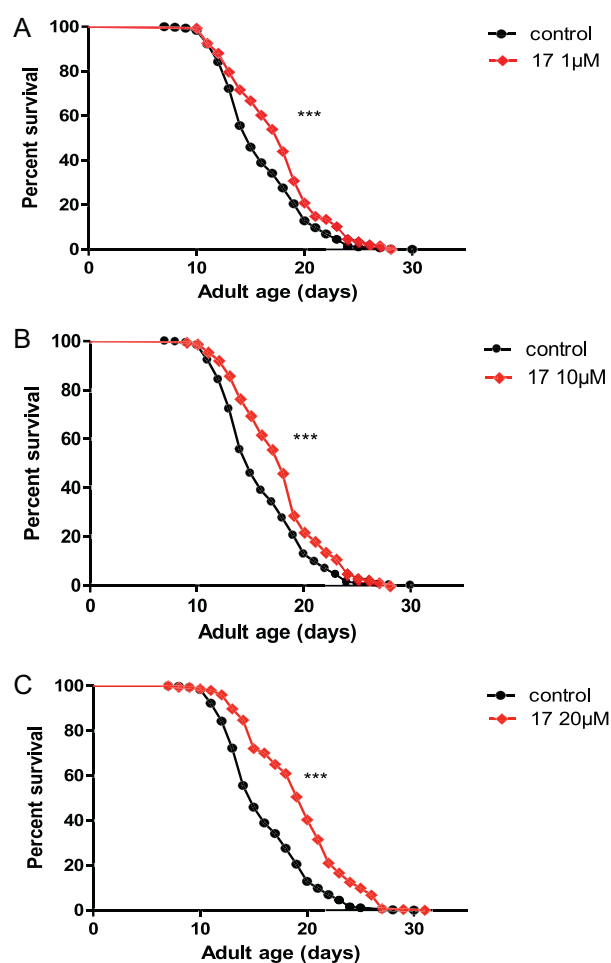 A
control
17 1μM
100
80
60
40
20
0
Percent survival
***
0 10 20 30
Adult age (days)
B
control
17 10μM
100
80
60
40
20
0
Percent survival
***
0 10 20 30
Adult age (days)
C
control
17 20μM
100
80
60
40
20
0
Percent survival
***
0 10 20 30
Adult age (days)